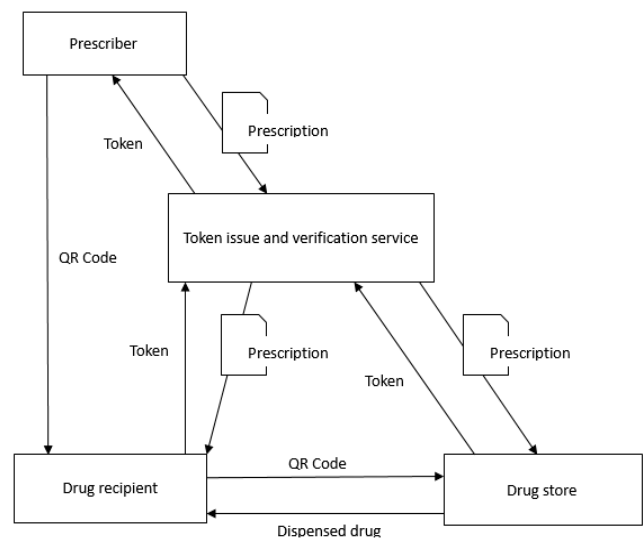 Prescriber
Prescription
Token
Token issue and verification service
QR Code
Prescription
Prescription
Token
Token
QR Code
Drug recipient
Drug store
Dispensed drug